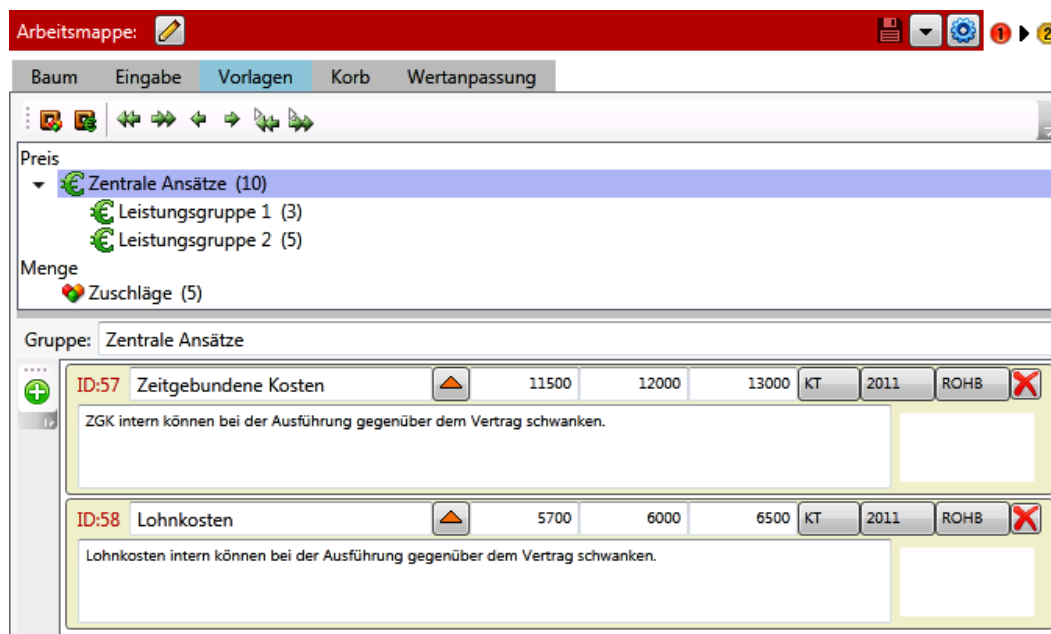 Arbeitsmappe: 1 2
Baum Eingabe Vorlagen Korb Wertanpassung
Preis
Zentrale Ansätze (10)
Leistungsgruppe 1 (3)
Leistungsgruppe 2 (5)
Menge
Zuschläge (5)
Gruppe: Zentrale Ansätze
ID:57 Zeitgebundene Kosten 11500 12000 13000 KT 2011 ROHB
ZGK intern können bei der Ausführung gegenüber dem Vertrag schwanken.
ID:58 Lohnkosten 5700 6000 6500 KT 2011 ROHB
Lohnkosten intern können bei der Ausführung gegenüber dem Vertrag schwanken.